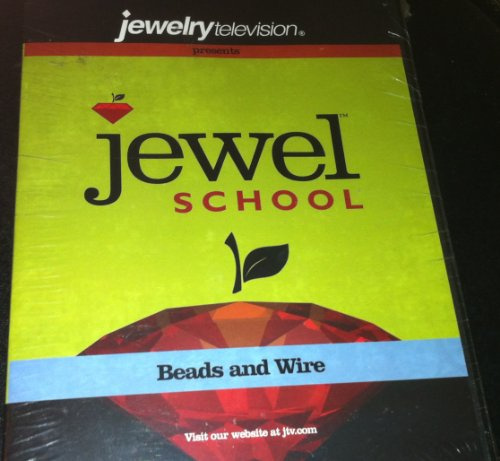 jewelrytelevision®
presents
jewel™
SCHOOL
Beads and Wire
Visit our website at jtv.com